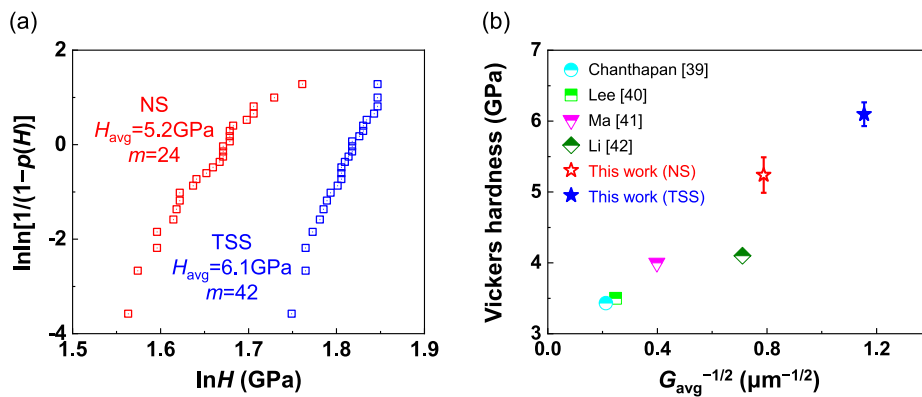 (a)
2
0
-2
-4
1.5
1.6
1.7
1.8
1.9
lnln[1/(1−p(H)]
lnH (GPa)
NS
Havg=5.2GPa
m=24
TSS
Havg=6.1GPa
m=42
(b)
7
6
5
4
3
0.0
0.4
0.8
1.2
Vickers hardness (GPa)
Gavg−1/2 (μm−1/2)
Chanthapan [39]
Lee [40]
Ma [41]
Li [42]
This work (NS)
This work (TSS)